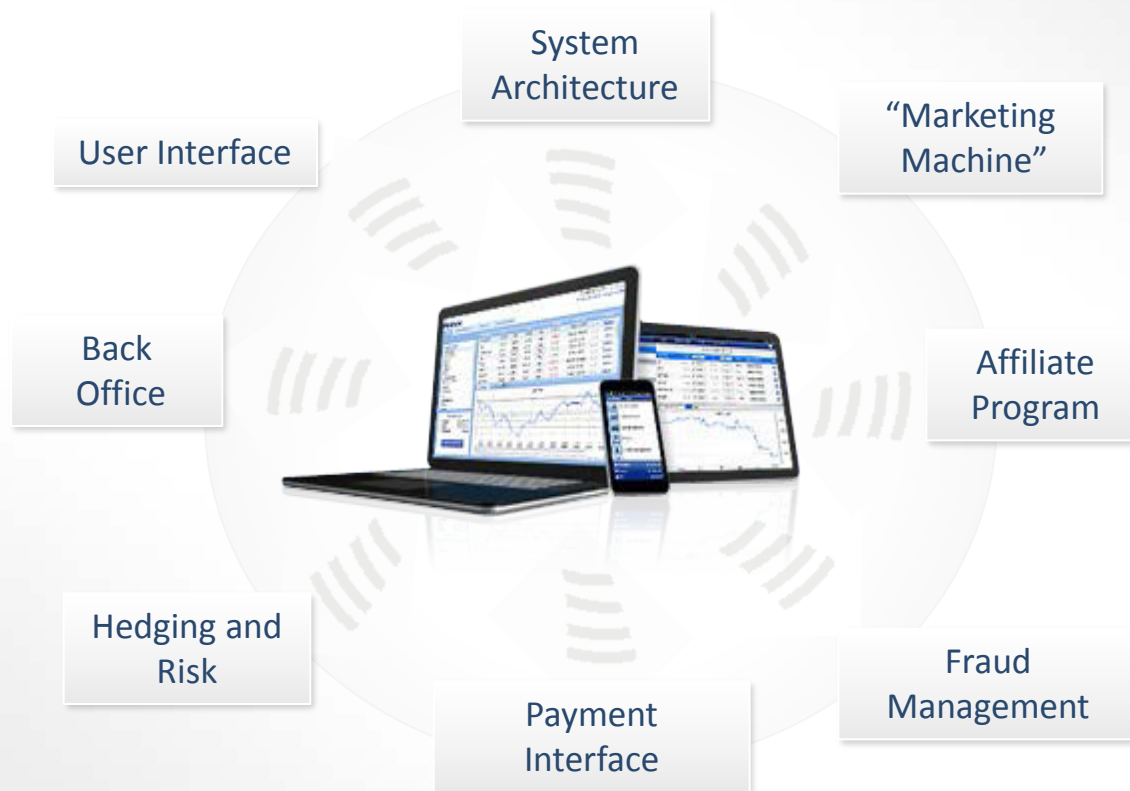 System
Architecture
“Marketing
Machine”
User Interface
Back
Office
Affiliate
Program
Hedging and
Risk
Fraud
Management
Payment
Interface